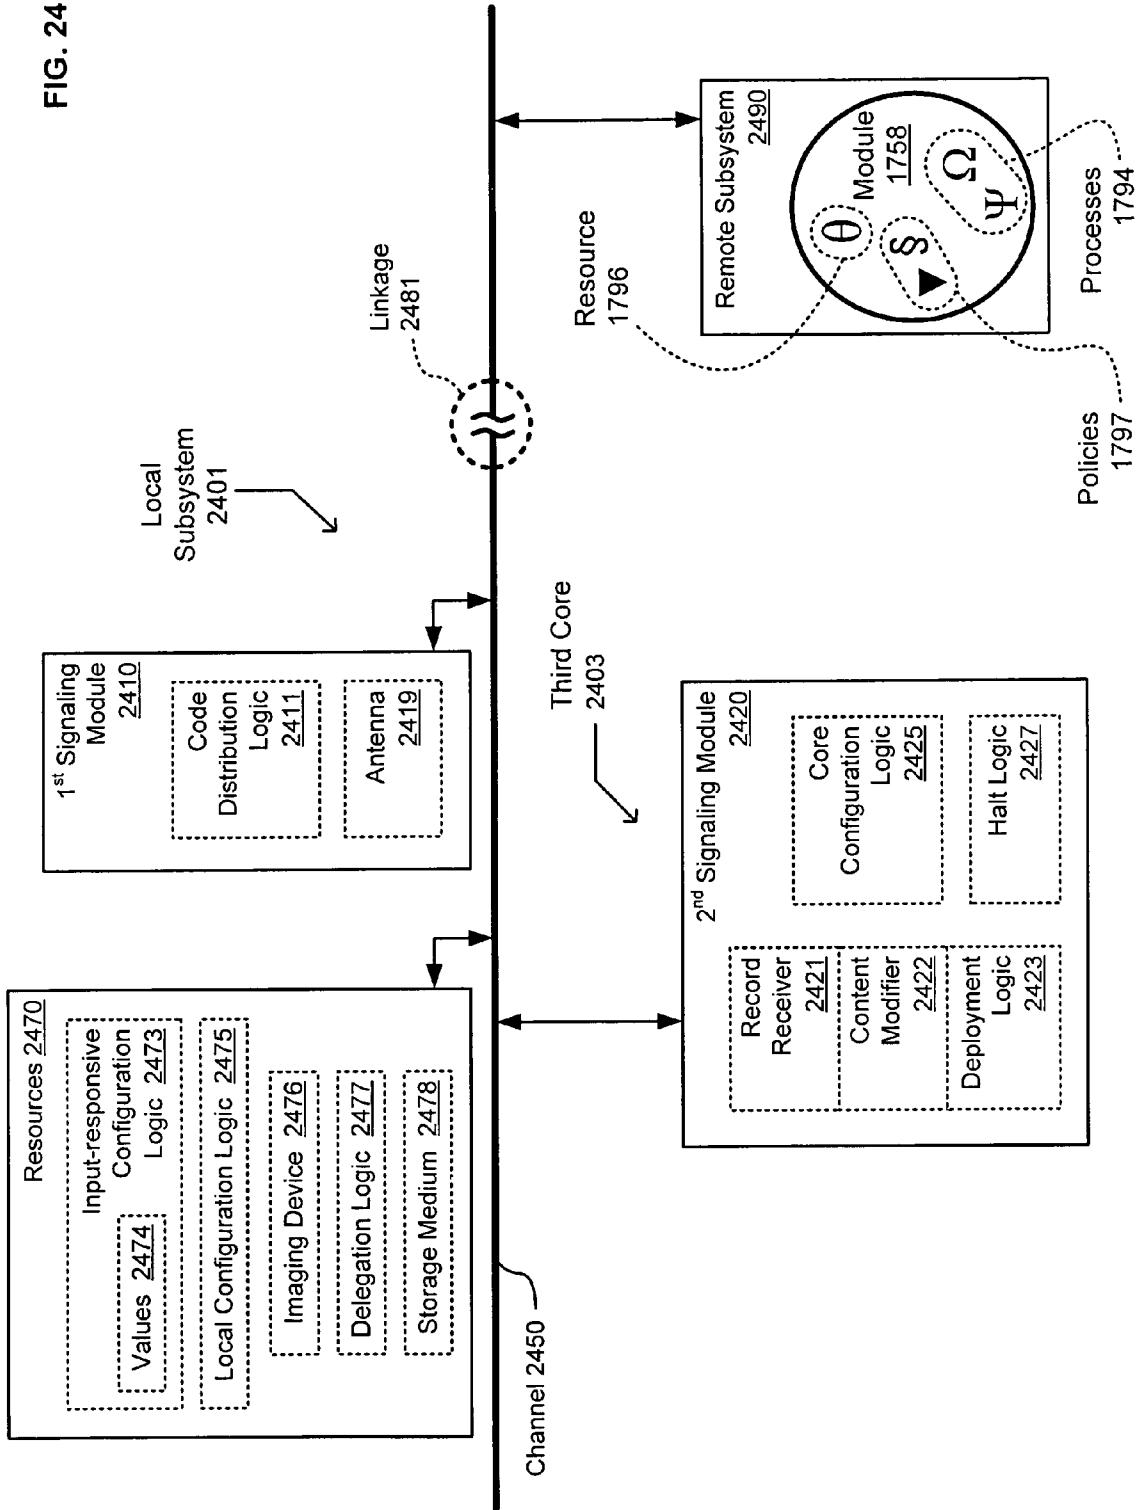 FIG. 24
Resources 2470
Input-responsive
Configuration
Logic 2473
Values 2474
Local Configuration Logic 2475
Imaging Device 2476
Delegation Logic 2477
Storage Medium 2478
1st Signaling
Module
2410
Code
Distribution
Logic
2411
Antenna
2419
Local
Subsystem
2401
Linkage
2481
Channel 2450
Third Core
2403
2nd Signaling Module
2420
Record
Receiver
2421
Content
Modifier
2422
Deployment
Logic
2423
Core
Configuration
Logic
2425
Halt Logic
2427
Resource
1796
Remote Subsystem
2490
Module
1758
θ
§
Ψ Ω
Policies
1797
Processes
1794